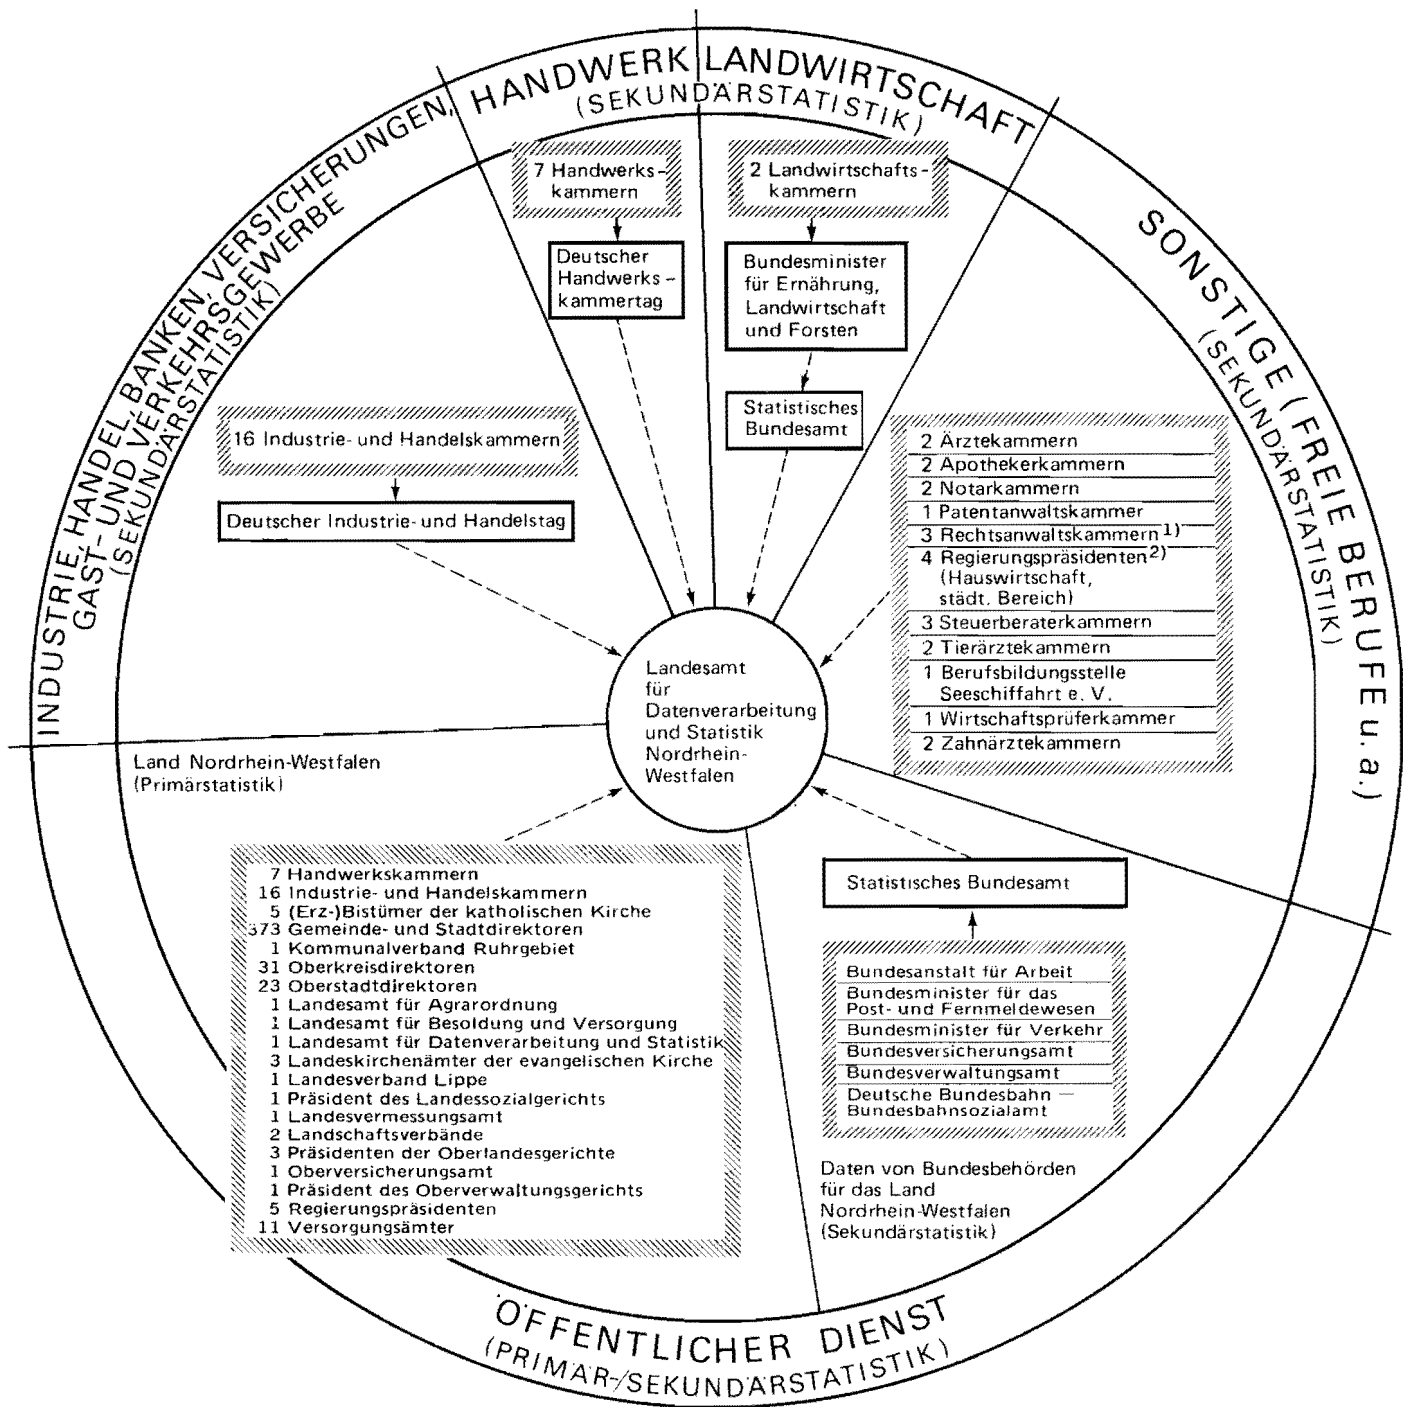 INDUSTRIE, HANDEL, BANKEN, VERSICHERUNGEN,
GAST- UND VERKEHRSGEWERBE
(SEKUNDÄRSTATISTIK)
HANDWERK
LANDWIRTSCHAFT
(SEKUNDÄRSTATISTIK)
SONSTIGE (FREIE BERUFE u. a.)
(SEKUNDÄRSTATISTIK)
7 Handwerks-
kammern
Deutscher
Handwerks-
kammertag
2 Landwirtschafts-
kammern
Bundesminister
für Ernährung,
Landwirtschaft
und Forsten
Statistisches
Bundesamt
16 Industrie- und Handelskammern
Deutscher Industrie- und Handelstag
2 Ärztekammern
2 Apothekerkammern
2 Notarkammern
1 Patentanwaltskammer
3 Rechtsanwaltskammern 1)
4 Regierungspräsidenten 2)
(Hauswirtschaft,
städt. Bereich)
3 Steuerberaterkammern
2 Tierärztekammern
1 Berufsbildungsstelle
Seeschiffahrt e. V.
1 Wirtschaftsprüferkammer
2 Zahnärztekammern
Landesamt
für
Datenverarbeitung
und Statistik
Nordrhein-
Westfalen
Land Nordrhein-Westfalen
(Primärstatistik)
7 Handwerkskammern
16 Industrie- und Handelskammern
5 (Erz-)Bistümer der katholischen Kirche
373 Gemeinde- und Stadtdirektoren
1 Kommunalverband Ruhrgebiet
31 Oberkreisdirektoren
23 Oberstadtdirektoren
1 Landesamt für Agrarordnung
1 Landesamt für Besoldung und Versorgung
1 Landesamt für Datenverarbeitung und Statistik
3 Landeskirchenämter der evangelischen Kirche
1 Landesverband Lippe
1 Präsident des Landessozialgerichts
1 Landesvermessungsamt
2 Landschaftsverbände
3 Präsidenten der Oberlandesgerichte
1 Oberversicherungsamt
1 Präsident des Oberverwaltungsgerichts
5 Regierungspräsidenten
11 Versorgungsämter
Statistisches Bundesamt
Bundesanstalt für Arbeit
Bundesminister für das
Post- und Fernmeldewesen
Bundesminister für Verkehr
Bundesversicherungsamt
Bundesverwaltungsamt
Deutsche Bundesbahn —
Bundesbahnsozialamt
Daten von Bundesbehörden
für das Land
Nordrhein-Westfalen
(Sekundärstatistik)
ÖFFENTLICHER DIENST
(PRIMÄR-/SEKUNDÄRSTATISTIK)